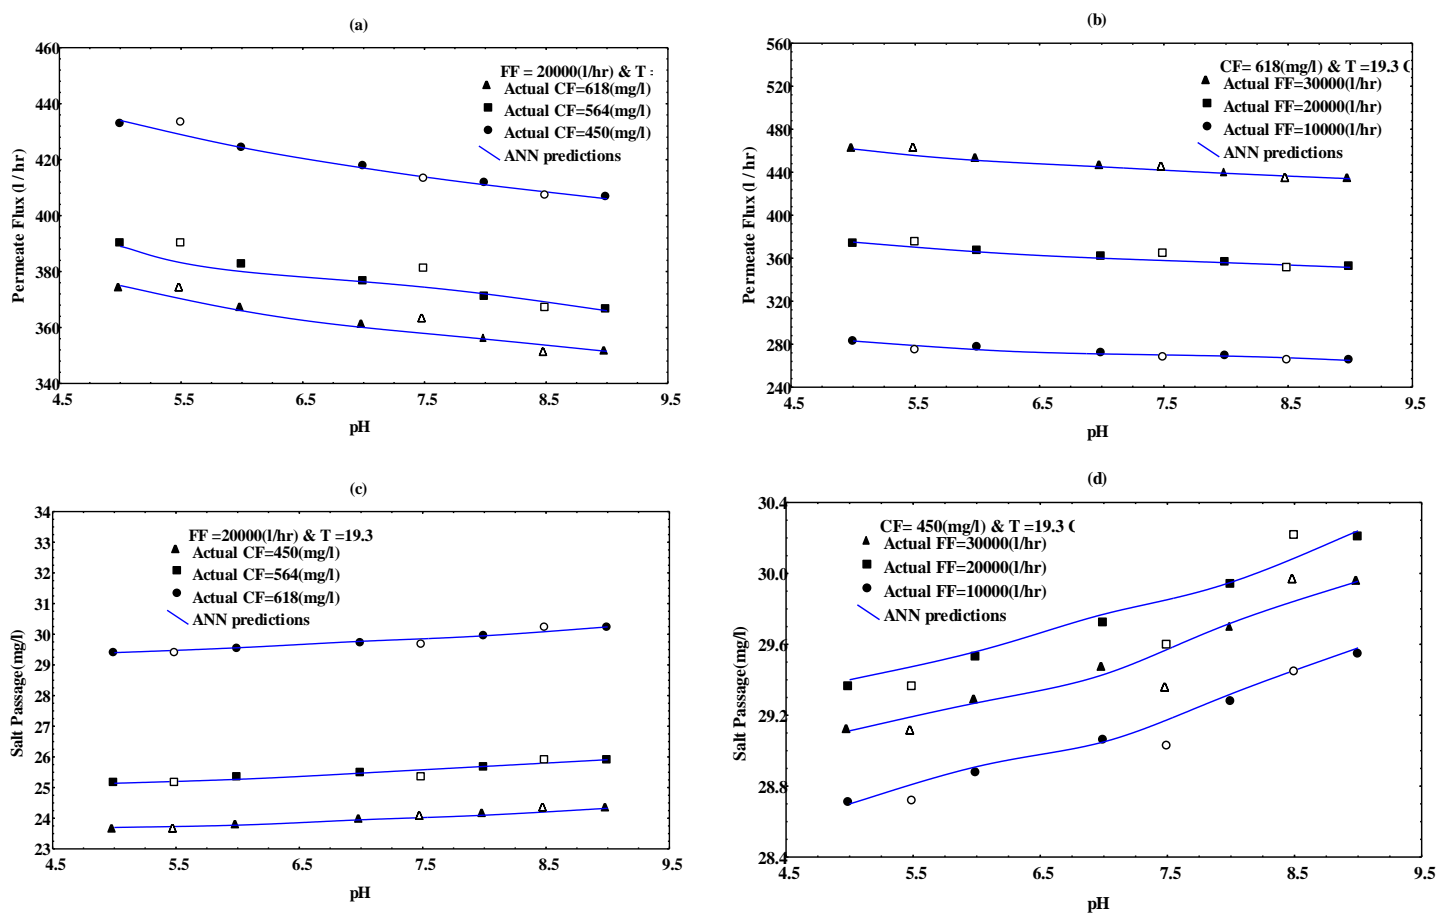 (a)
460
440
420
400
380
360
340
4.5 5.5 6.5 7.5 8.5 9.5
Permeate Flux (l / hr)
pH
FF = 20000(l/hr) & T =
Actual CF=618(mg/l)
Actual CF=564(mg/l)
Actual CF=450(mg/l)
ANN predictions
(b)
560
520
480
460
440
400
360
320
280
240
4.5 5.5 6.5 7.5 8.5 9.5
Permeate Flux (l / hr)
pH
CF= 618(mg/l) & T =19.3 C
Actual FF=30000(l/hr)
Actual FF=20000(l/hr)
Actual FF=10000(l/hr)
ANN predictions
(c)
34
33
32
31
30
29
28
27
26
25
24
23
4.5 5.5 6.5 7.5 8.5 9.5
Salt Passage(mg/l)
pH
FF =20000(l/hr) & T =19.3
Actual CF=450(mg/l)
Actual CF=564(mg/l)
Actual CF=618(mg/l)
ANN predictions
(d)
30.4
30.0
29.6
29.2
28.8
28.4
4.5 5.5 6.5 7.5 8.5 9.5
Salt Passage(mg/l)
pH
CF= 450(mg/l) & T =19.3 C
Actual FF=30000(l/hr)
Actual FF=20000(l/hr)
Actual FF=10000(l/hr)
ANN predictions